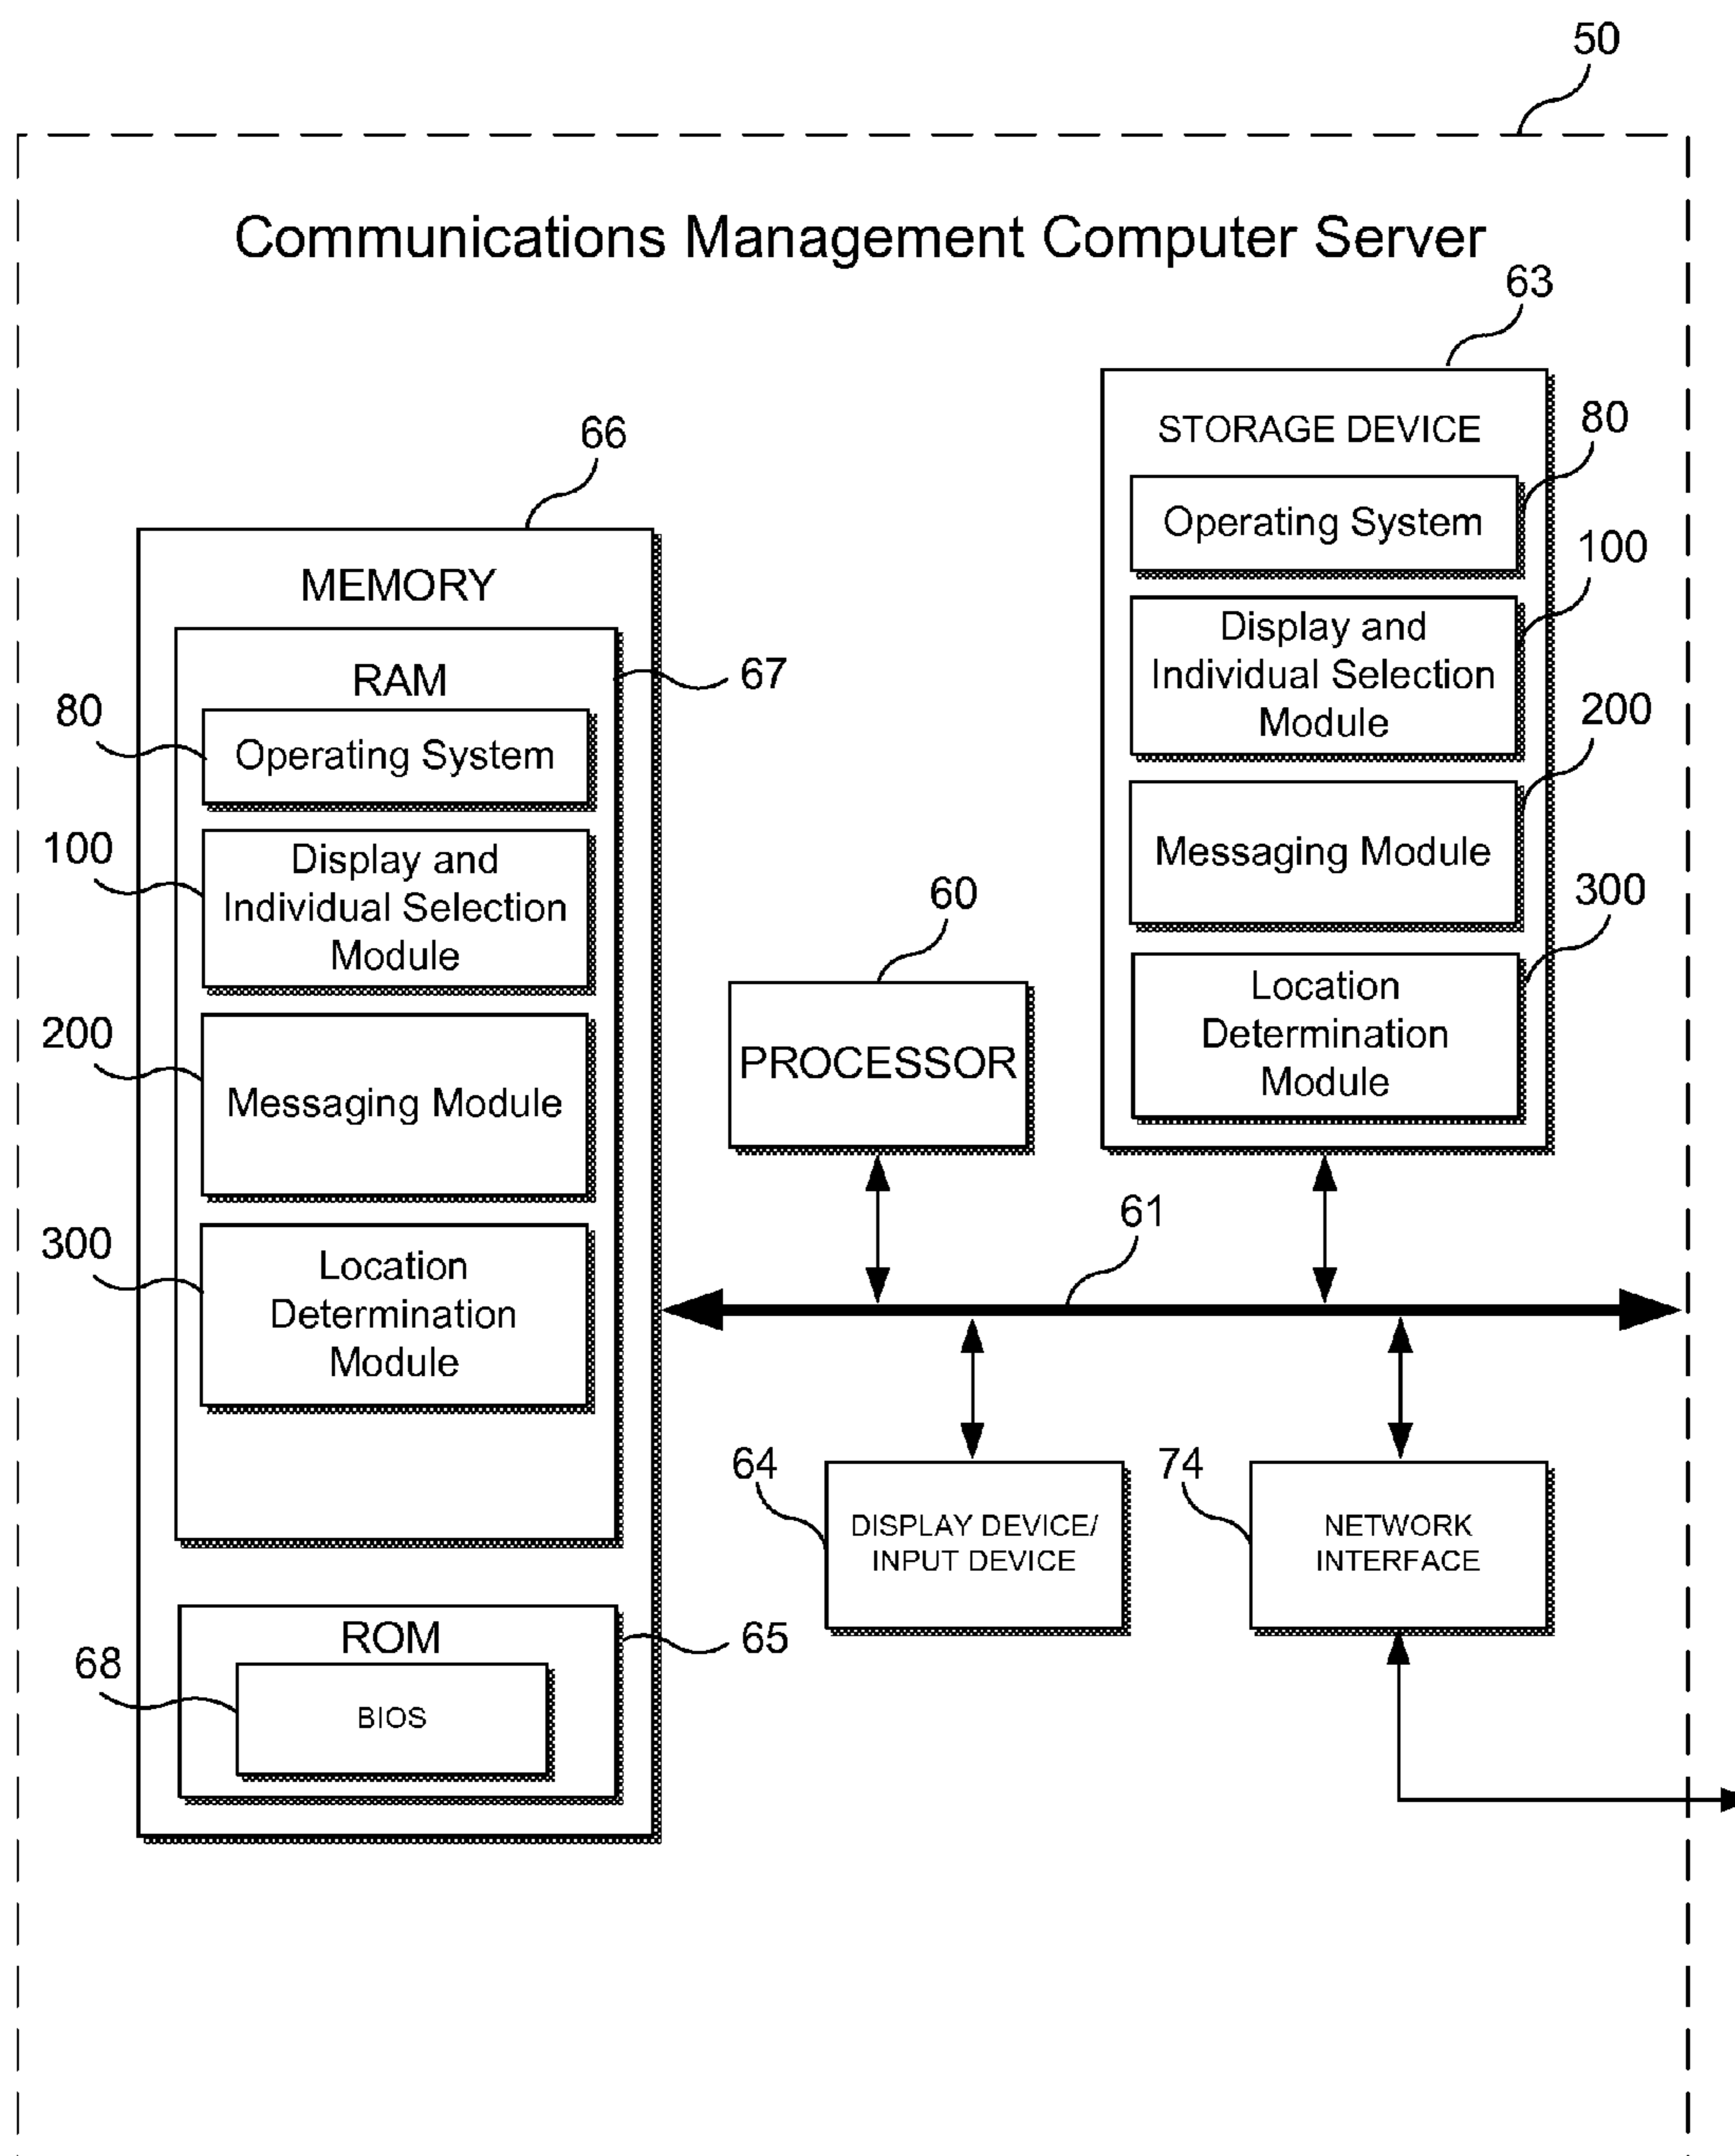 50
Communications Management Computer Server
63
STORAGE DEVICE
80
Operating System
100
Display and
Individual Selection
Module
200
Messaging Module
300
Location
Determination
Module
66
MEMORY
RAM
67
80
Operating System
100
Display and
Individual Selection
Module
200
Messaging Module
300
Location
Determination
Module
ROM
65
68
BIOS
60
PROCESSOR
61
64
DISPLAY DEVICE/
INPUT DEVICE
74
NETWORK
INTERFACE